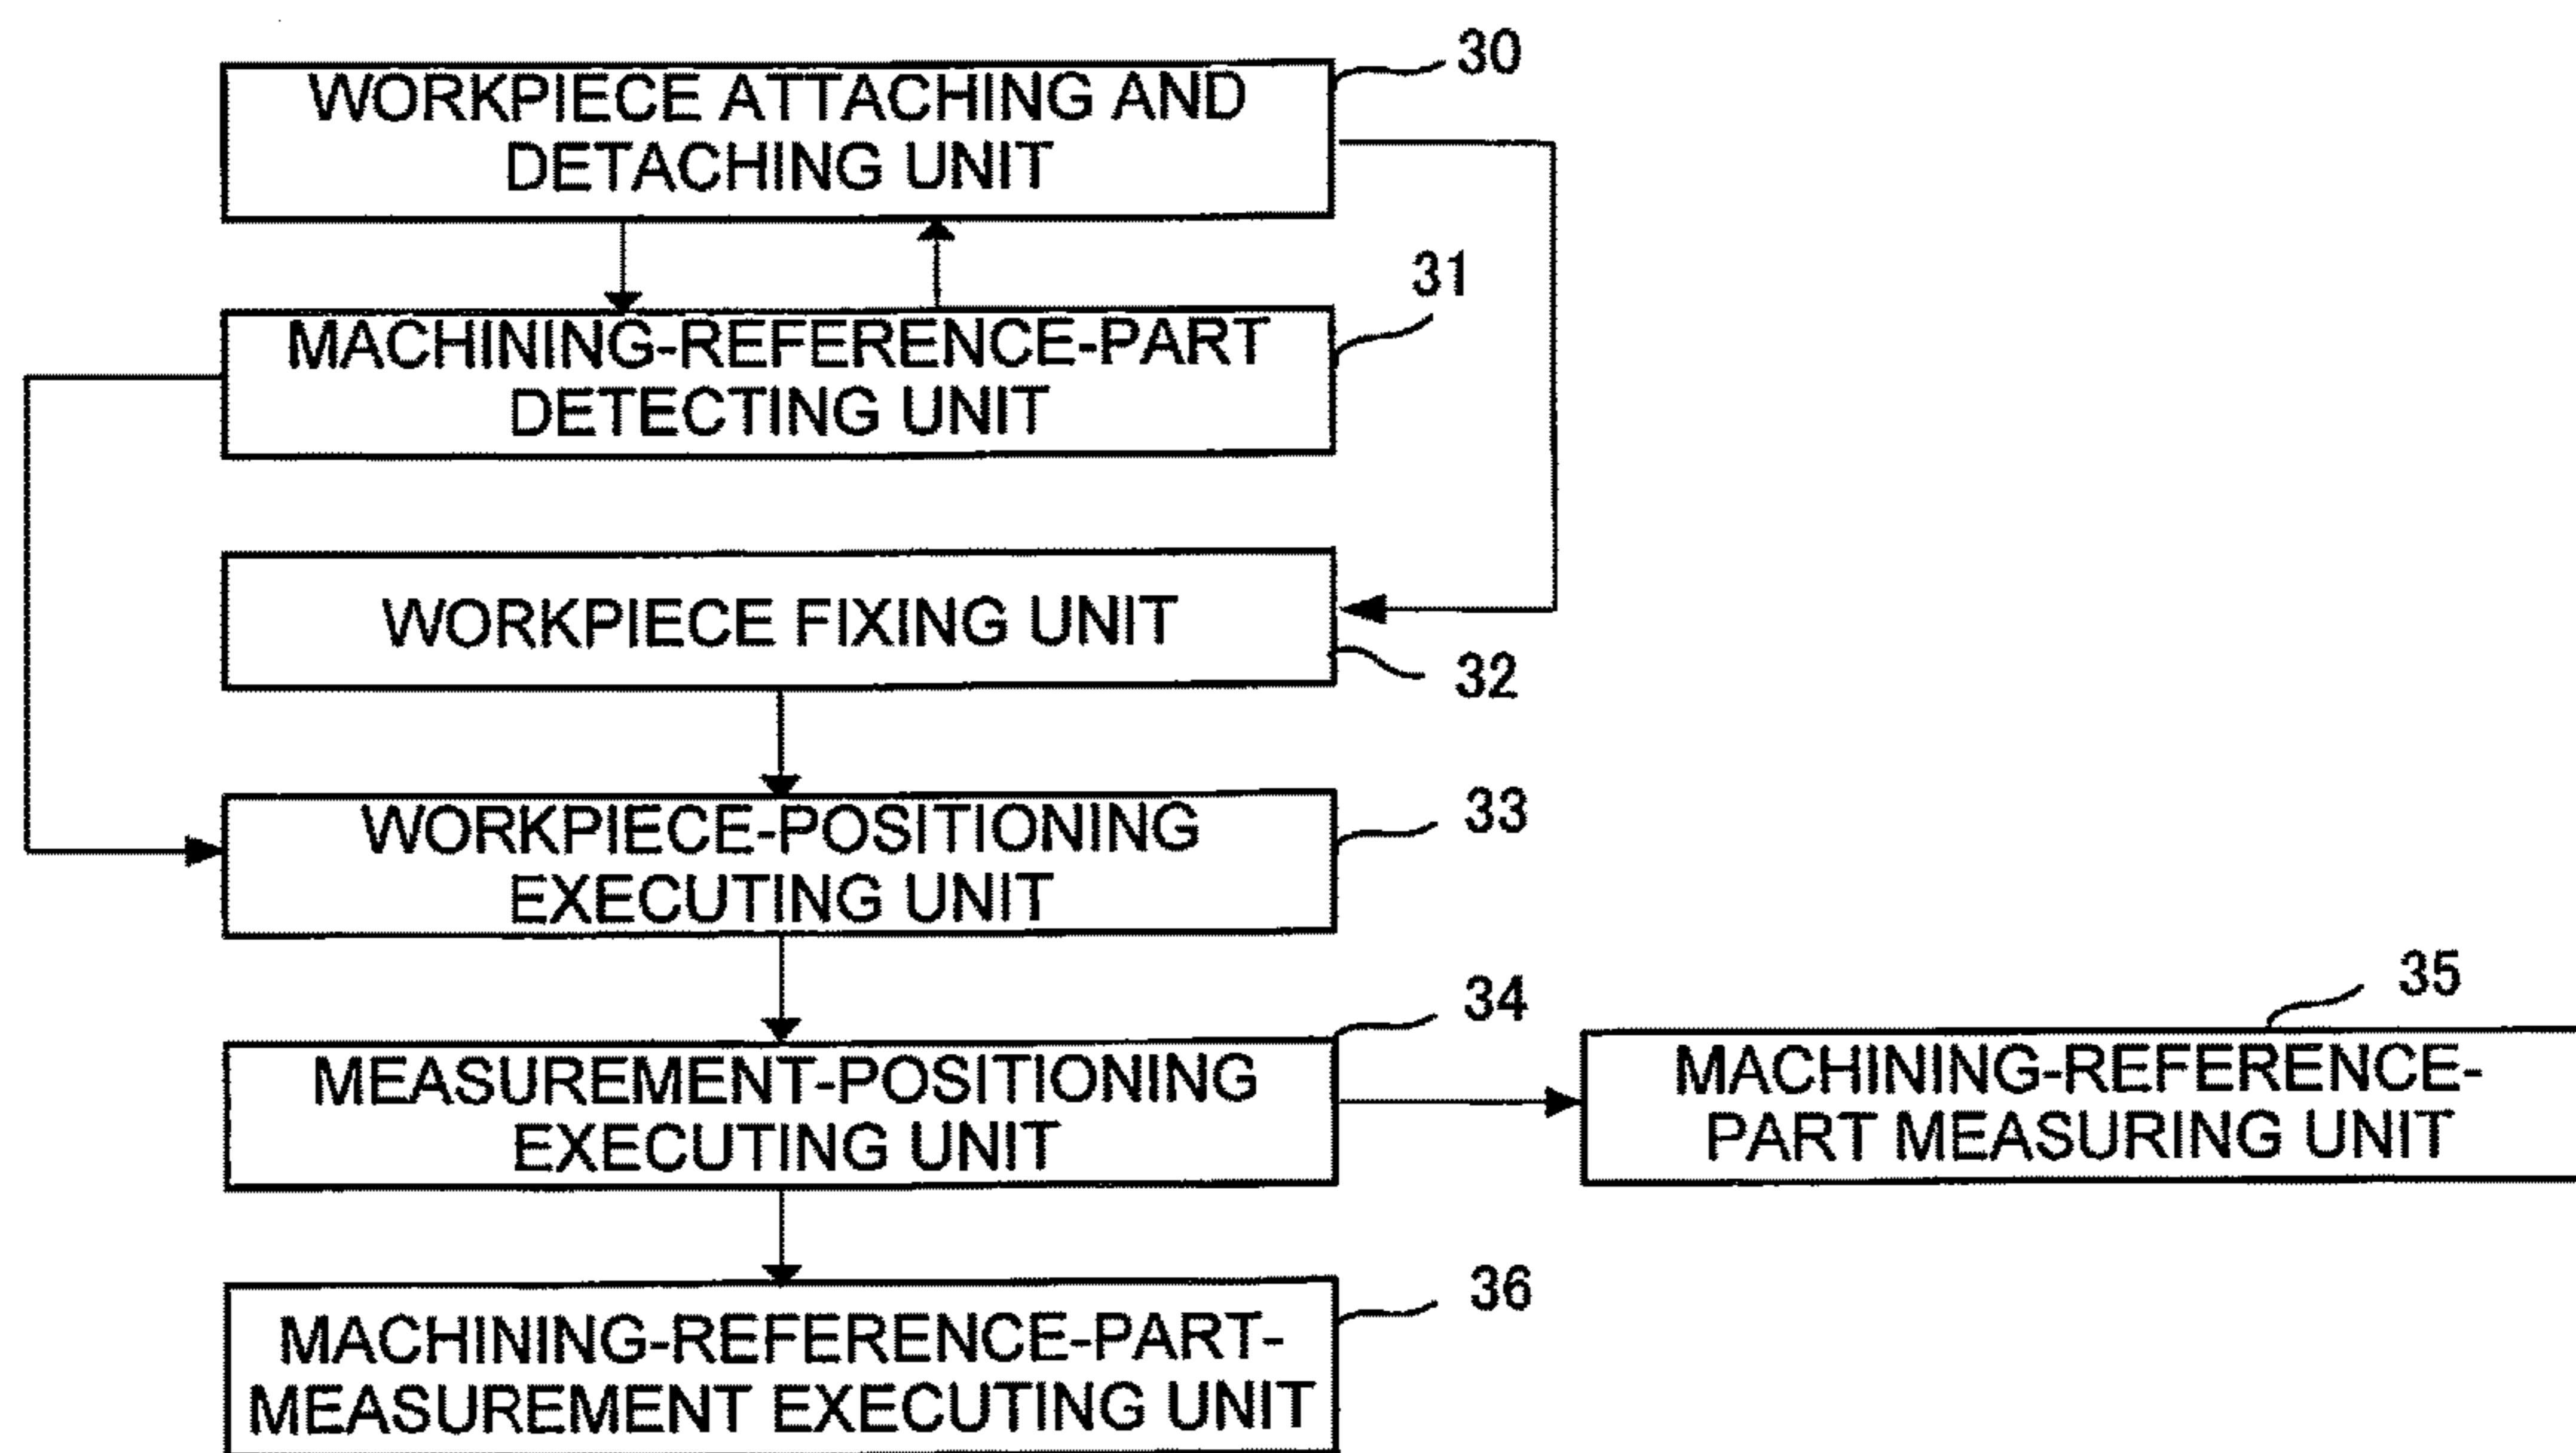 30
WORKPIECE ATTACHING AND
DETACHING UNIT
31
MACHINING-REFERENCE-PART
DETECTING UNIT
WORKPIECE FIXING UNIT
32
33
WORKPIECE-POSITIONING
EXECUTING UNIT
34
MEASUREMENT-POSITIONING
EXECUTING UNIT
35
MACHINING-REFERENCE-
PART MEASURING UNIT
36
MACHINING-REFERENCE-PART-
MEASUREMENT EXECUTING UNIT